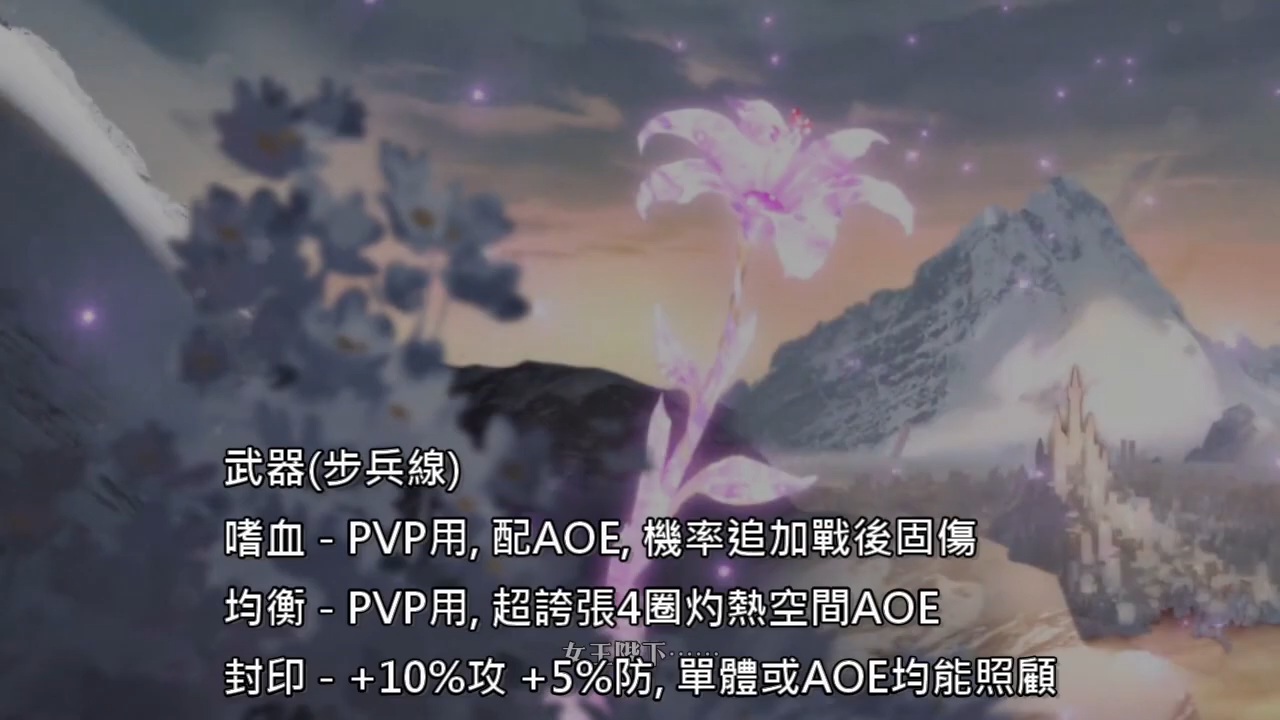 武器(步兵線)
嗜血 - PVP用, 配AOE, 機率追加戰後固傷
均衡 - PVP用, 超誇張4圈灼熱空間AOE
女王陛下……
封印 - +10%攻 +5%防, 單體或AOE均能照顧